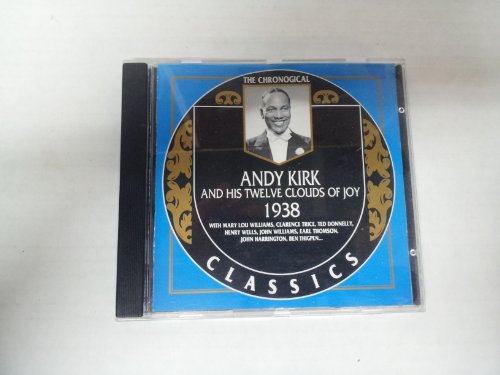 THE CHRONOGICAL
ANDY KIRK
AND HIS TWELVE CLOUDS OF JOY
1938
WITH MARY LOU WILLIAMS, CLARENCE TRICE, TED DONNELLY,
HENRY WELLS, JOHN WILLIAMS, EARL THOMSON,
JOHN HARRINGTON, BEN THIGPEN...
CLASSICS